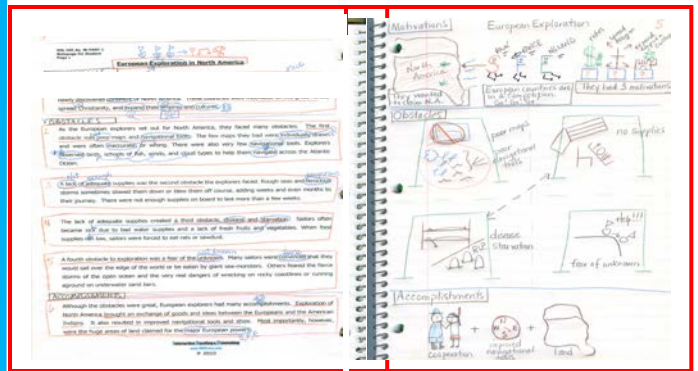 European Exploration in North America
OBSTACLES
As the European explorers set out for North America, they faced many obstacles. The first
obstacle was poor maps and navigational tools. The few maps they had were individually drawn
and were often inaccurate or wrong. There were also very few navigational tools. Explorers
observed birds, schools of fish, winds, and cloud types to help them navigate across the Atlantic
Ocean.
A lack of adequate supplies was the second obstacle the explorers faced. Rough seas and ferocious
storms sometimes slowed them down or blew them off course, adding weeks and even months to
their journey. There were not enough supplies on board to last more than a few weeks.
The lack of adequate supplies created a third obstacle, disease and starvation. Sailors often
became sick due to bad water supplies and a lack of fresh fruits and vegetables. When food
supplies ran low, sailors were forced to eat rats or sawdust.
A fourth obstacle to exploration was a fear of the unknown. Many sailors were convinced that they
would sail over the edge of the world or be eaten by giant sea-monsters. Others feared the fierce
storms of the open ocean and the very real dangers of wrecking on rocky coastlines or running
aground on underwater sand bars.
ACCOMPLISHMENTS
Although the obstacles were great, European explorers had many accomplishments. Exploration of
North America brought an exchange of goods and ideas between the Europeans and the American
Indians. It also resulted in improved navigational tools and ships. Most importantly, however,
were the huge areas of land claimed for the major European powers.
© 2010
Motivations
European Exploration
5
North
America
They wanted
to claim N.A.
European countries are
in a competition.
They had 3 motivations
Obstacles
poor maps
poor
navigational
tools
no supplies
disease
starvation
RIP
help!!!
fear of unknown
Accomplishments
cooperation
+
improved
navigational
tools
+
land